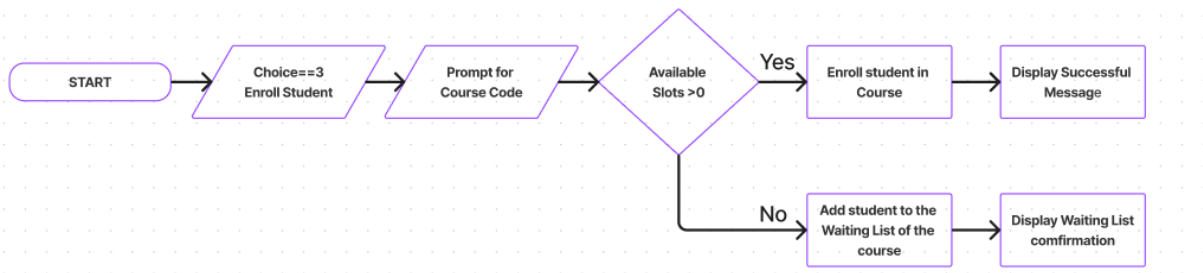 START
Choice==3
Enroll Student
Prompt for
Course Code
Available
Slots >0
Yes
Enroll student in
Course
Display Successful
Message
No
Add student to the
Waiting List of the
course
Display Waiting List
comfirmation